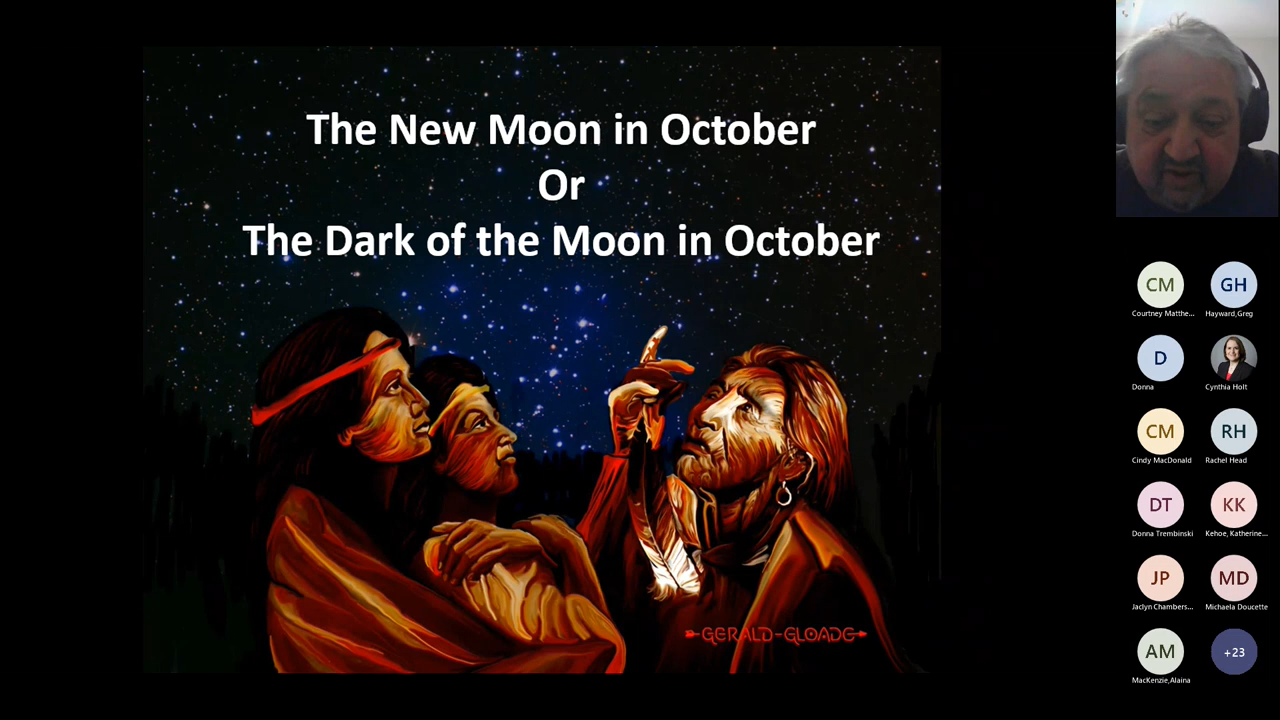 The New Moon in October
Or
The Dark of the Moon in October
GERALD-GLOADE
CM
GH
Courtney Matthe...
Hayward,Greg
D
Donna
Cynthia Holt
CM
RH
Cindy MacDonald
Rachel Head
DT
KK
Donna Trembinski
Kehoe, Katherine...
JP
MD
Jaclyn Chambers...
Michaela Doucette
AM
+23
MacKenzie,Alaina